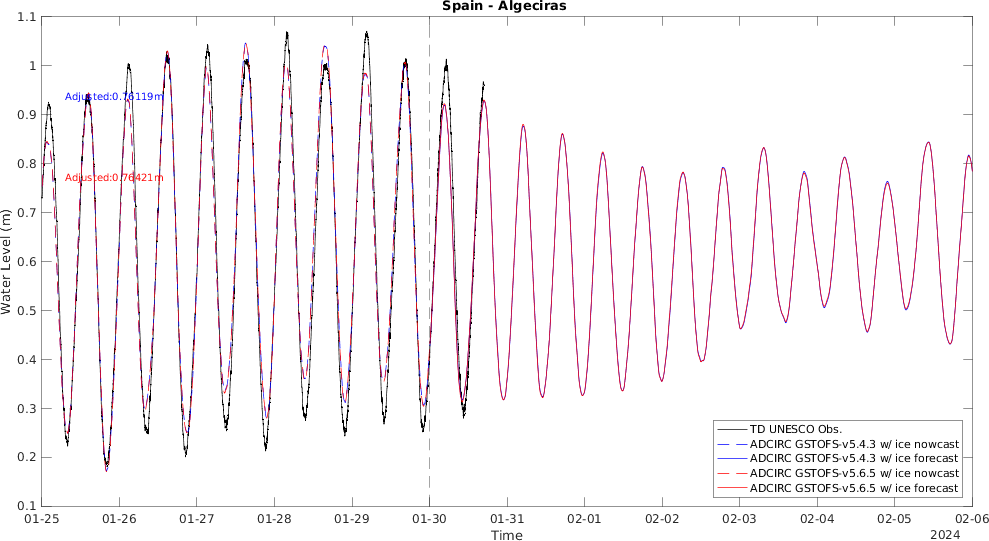 Spain - Algeciras
1.1
1
0.9
0.8
0.7
0.6
0.5
0.4
0.3
0.2
0.1
Water Level (m)
Adjusted:0.76119m
Adjusted:0.76421m
TD UNESCO Obs.
ADCIRC GSTOFS-v5.4.3 w/ ice nowcast
ADCIRC GSTOFS-v5.4.3 w/ ice forecast
ADCIRC GSTOFS-v5.6.5 w/ ice nowcast
ADCIRC GSTOFS-v5.6.5 w/ ice forecast
01-25 01-26 01-27 01-28 01-29 01-30 01-31 02-01 02-02 02-03 02-04 02-05 02-06
Time
2024